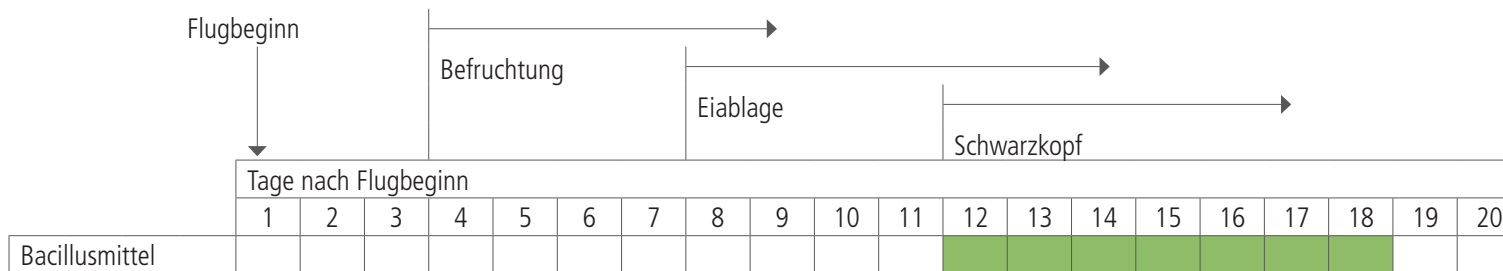 Flugbeginn
Befruchtung
Eiablage
Schwarzkopf
Tage nach Flugbeginn
1 2 3 4 5 6 7 8 9 10 11 12 13 14 15 16 17 18 19 20
Bacillusmittel